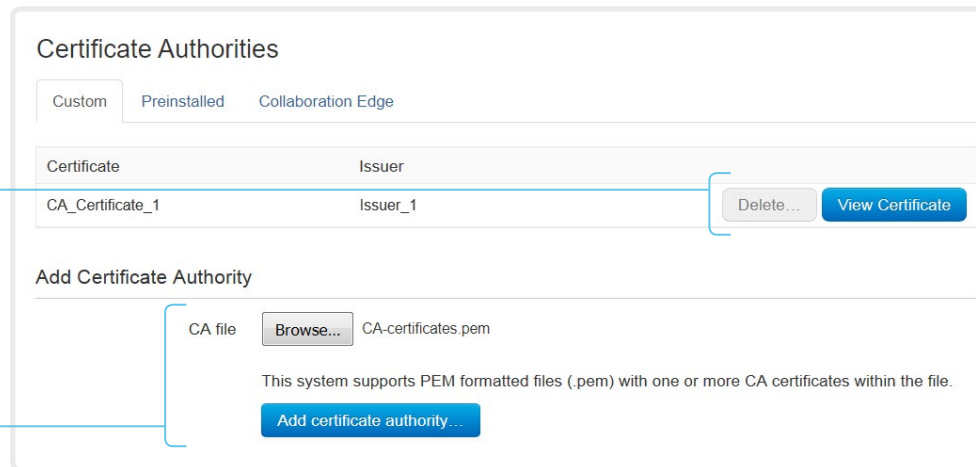 Certificate Authorities
Custom Preinstalled Collaboration Edge
Certificate Issuer
CA_Certificate_1 Issuer_1 Delete... View Certificate
Add Certificate Authority
CA file Browse... CA-certificates.pem
This system supports PEM formatted files (.pem) with one or more CA certificates within the file.
Add certificate authority...